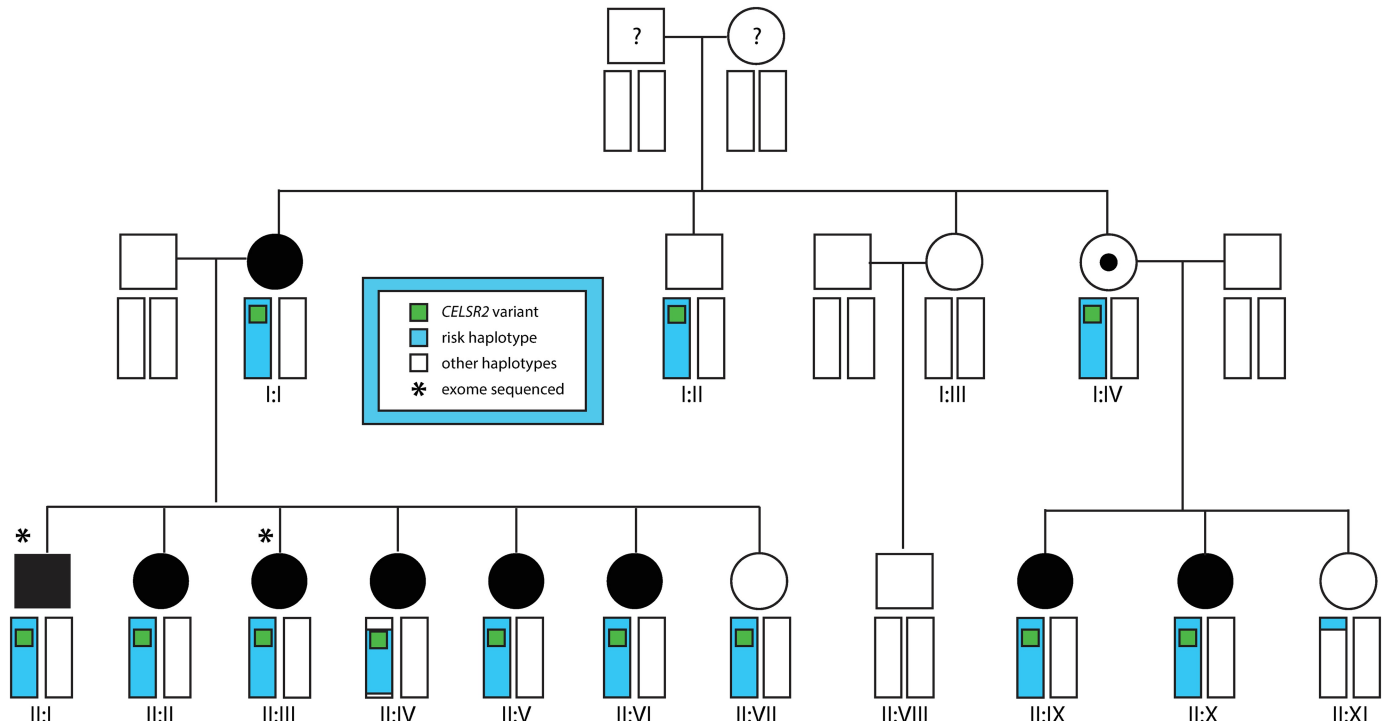 ? ?
CELSR2 variant
risk haplotype
other haplotypes
* exome sequenced
I:I I:II I:III I:IV
* *
II:I II:II II:III II:IV II:V II:VI II:VII II:VIII II:IX II:X II:XI